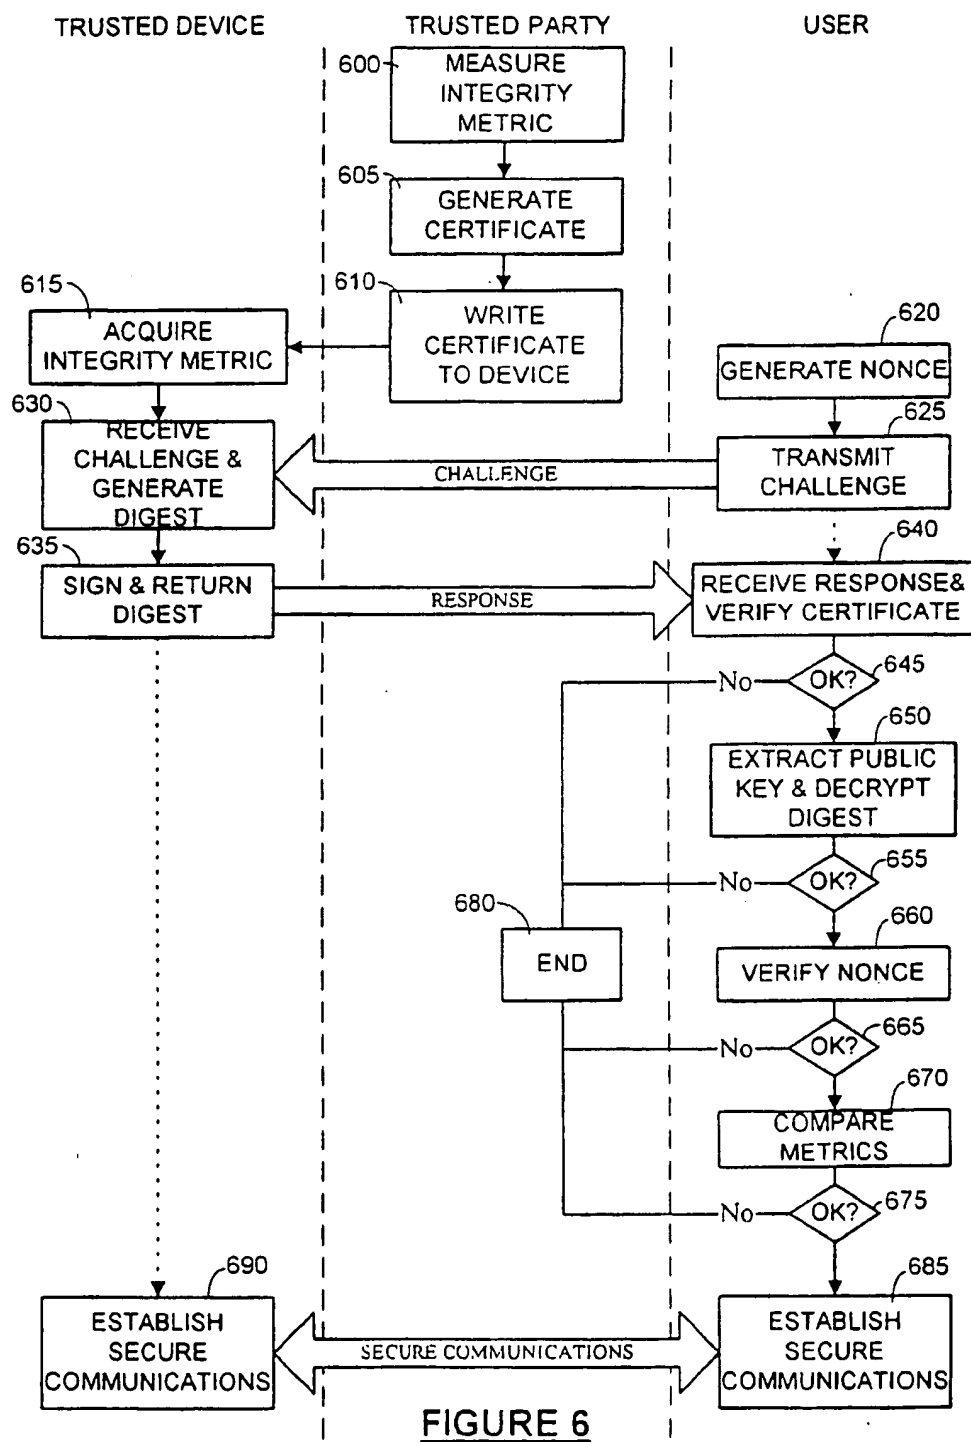 TRUSTED DEVICE
TRUSTED PARTY
USER
600
MEASURE
INTEGRITY
METRIC
605
GENERATE
CERTIFICATE
610
WRITE
CERTIFICATE
TO DEVICE
615
ACQUIRE
INTEGRITY METRIC
620
GENERATE NONCE
625
TRANSMIT
CHALLENGE
CHALLENGE
630
RECEIVE
CHALLENGE &
GENERATE
DIGEST
635
SIGN & RETURN
DIGEST
RESPONSE
640
RECEIVE RESPONSE&
VERIFY CERTIFICATE
645
OK?
No
650
EXTRACT PUBLIC
KEY & DECRYPT
DIGEST
655
OK?
No
680
END
660
VERIFY NONCE
665
OK?
No
670
COMPARE
METRICS
675
OK?
No
690
ESTABLISH
SECURE
COMMUNICATIONS
SECURE COMMUNICATIONS
685
ESTABLISH
SECURE
COMMUNICATIONS
FIGURE 6